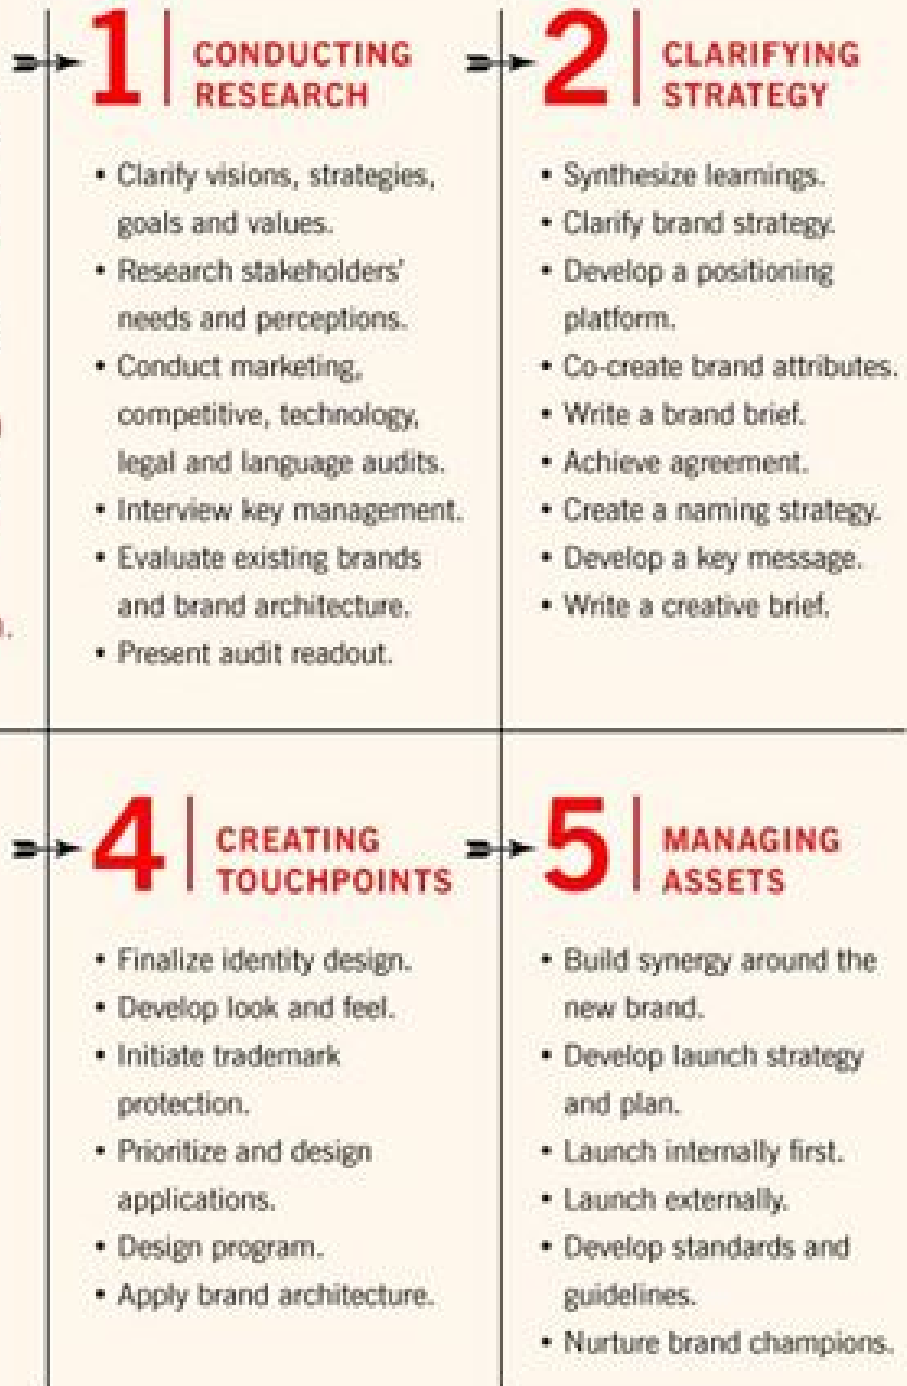 1 CONDUCTING
RESEARCH
• Clarify visions, strategies,
goals and values.
• Research stakeholders'
needs and perceptions.
• Conduct marketing,
competitive, technology,
legal and language audits.
• Interview key management.
• Evaluate existing brands
and brand architecture.
• Present audit readout.
2 CLARIFYING
STRATEGY
• Synthesize learnings.
• Clarify brand strategy.
• Develop a positioning
platform.
• Co-create brand attributes.
• Write a brand brief.
• Achieve agreement.
• Create a naming strategy.
• Develop a key message.
• Write a creative brief.
4 CREATING
TOUCHPOINTS
• Finalize identity design.
• Develop look and feel.
• Initiate trademark
protection.
• Prioritize and design
applications.
• Design program.
• Apply brand architecture.
5 MANAGING
ASSETS
• Build synergy around the
new brand.
• Develop launch strategy
and plan.
• Launch internally first.
• Launch externally.
• Develop standards and
guidelines.
• Nurture brand champions.